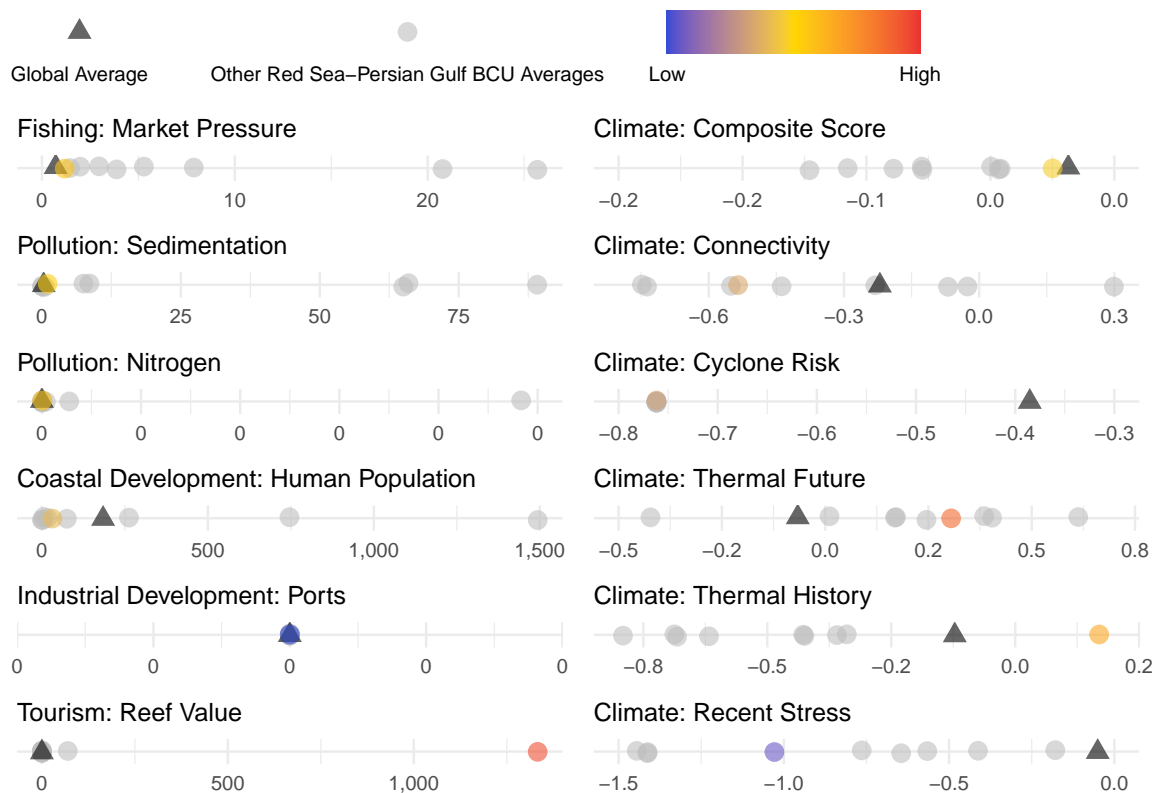 Global Average
Other Red Sea−Persian Gulf BCU Averages
Low
High
Fishing: Market Pressure
0 10 20
Climate: Composite Score
−0.2 −0.2 −0.1 0.0 0.0
Pollution: Sedimentation
0 25 50 75
Climate: Connectivity
−0.6 −0.3 0.0 0.3
Pollution: Nitrogen
0 0 0 0 0 0
Climate: Cyclone Risk
−0.8 −0.7 −0.6 −0.5 −0.4 −0.3
Coastal Development: Human Population
0 500 1,000 1,500
Climate: Thermal Future
−0.5 −0.2 0.0 0.2 0.5 0.8
Industrial Development: Ports
0 0 0 0 0
Climate: Thermal History
−0.8 −0.5 −0.2 0.0 0.2
Tourism: Reef Value
0 500 1,000
Climate: Recent Stress
−1.5 −1.0 −0.5 0.0